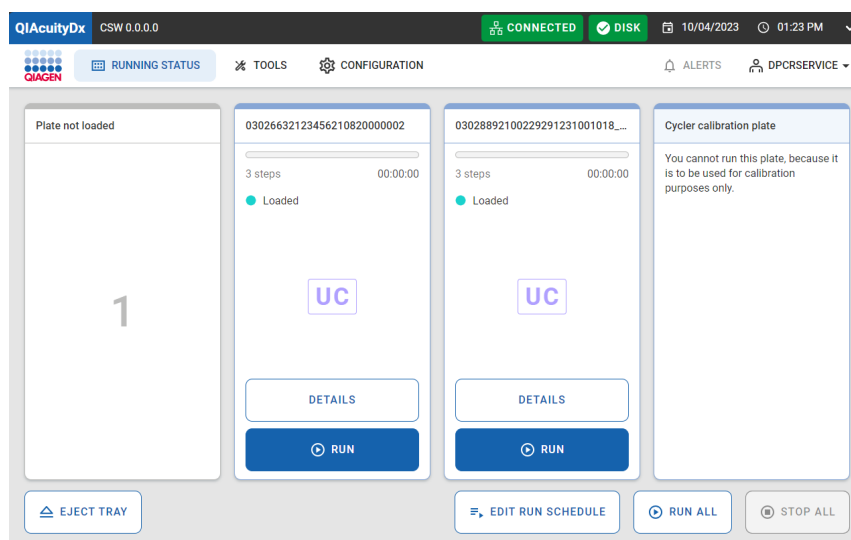 QIAcuityDx CSW 0.0.0.0 CONNECTED DISK 10/04/2023 01:23 PM
QIAGEN RUNNING STATUS TOOLS CONFIGURATION ALERTS DPCRSERVICE
Plate not loaded
1
03026632123456210820000002
3 steps 00:00:00
Loaded
UC
DETAILS
RUN
03028892100229291231001018_...
3 steps 00:00:00
Loaded
UC
DETAILS
RUN
Cycler calibration plate
You cannot run this plate, because it
is to be used for calibration
purposes only.
EJECT TRAY EDIT RUN SCHEDULE RUN ALL STOP ALL